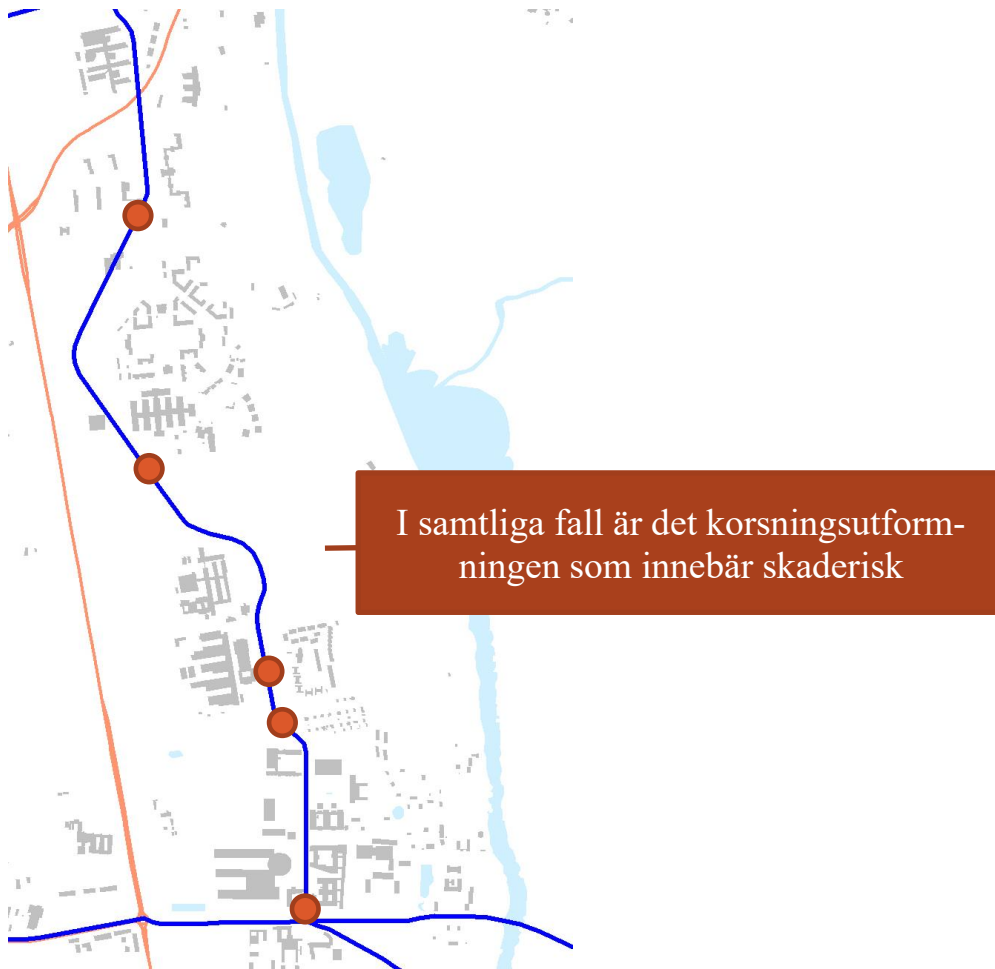 I samtliga fall är det korsningsutform-
ningen som innebär skaderisk